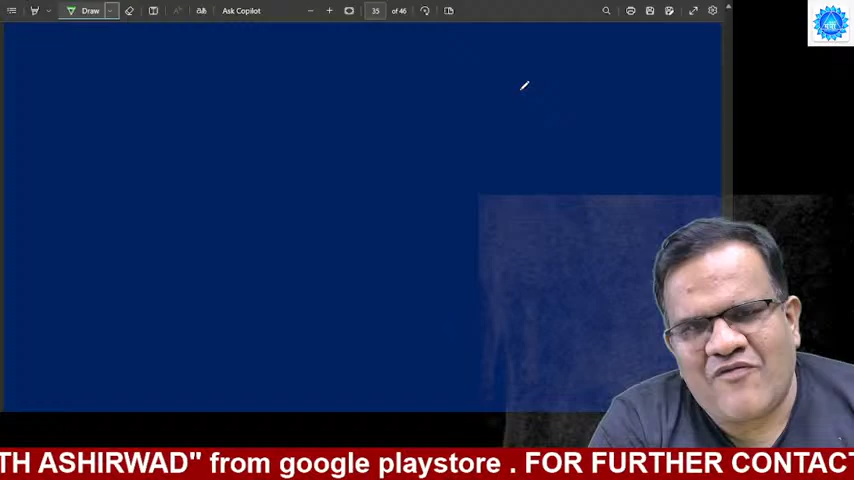 Draw
Ask Copilot
35 of 46
TH ASHIRWAD" from google playstore . FOR FURTHER CONTACT